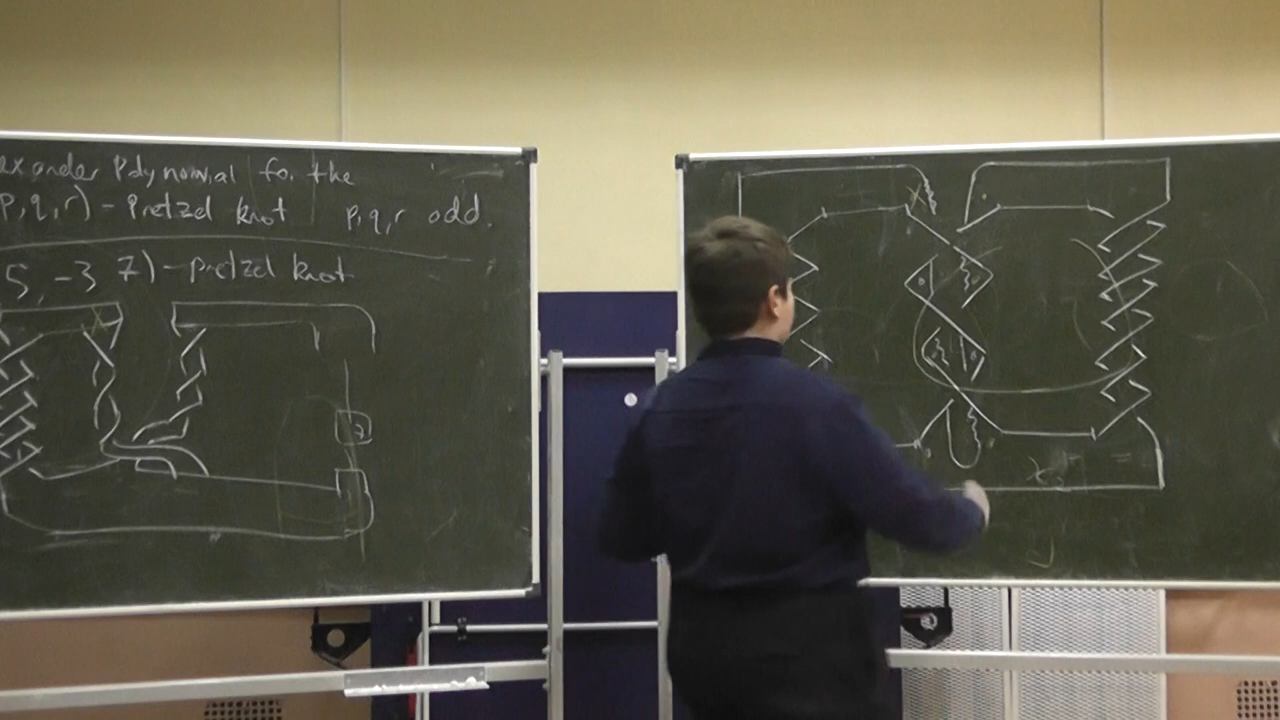 exander Polynomial for the
p,q,r) - Pretzel knot p,q,r odd.
5, -3 7) - pretzel knot